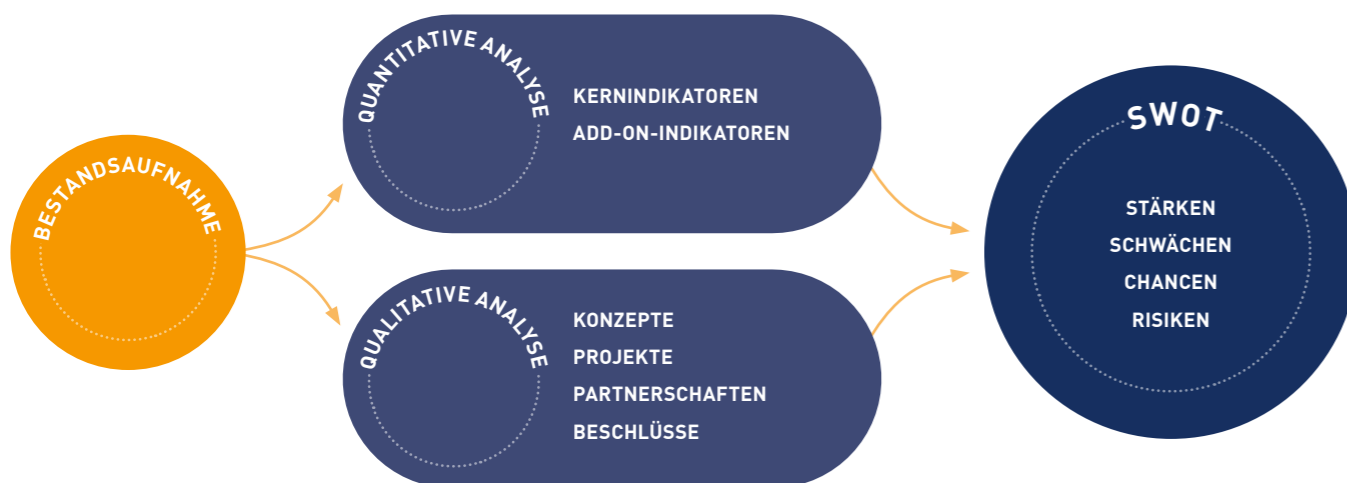 BESTANDSAUFNAHME
QUANTITATIVE ANALYSE
KERNINDIKATOREN
ADD-ON-INDIKATOREN
QUALITATIVE ANALYSE
KONZEPTE
PROJEKTE
PARTNERSCHAFTEN
BESCHLÜSSE
SWOT
STÄRKEN
SCHWÄCHEN
CHANCEN
RISIKEN